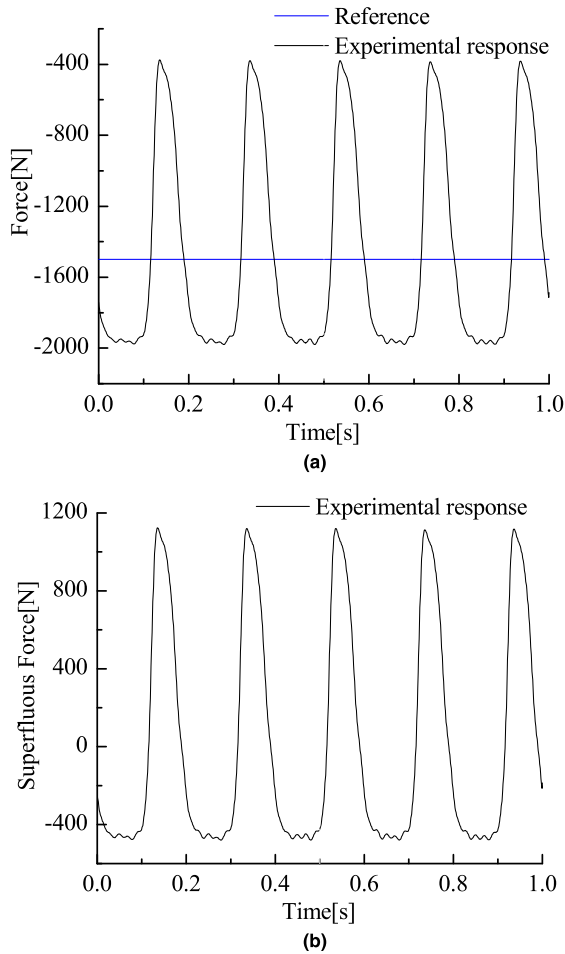 Reference
Experimental response
-400
-800
-1200
-1600
-2000
Force[N]
0.0 0.2 0.4 0.6 0.8 1.0
Time[s]
(a)
Experimental response
1200
800
400
0
-400
Superfluous Force[N]
0.0 0.2 0.4 0.6 0.8 1.0
Time[s]
(b)